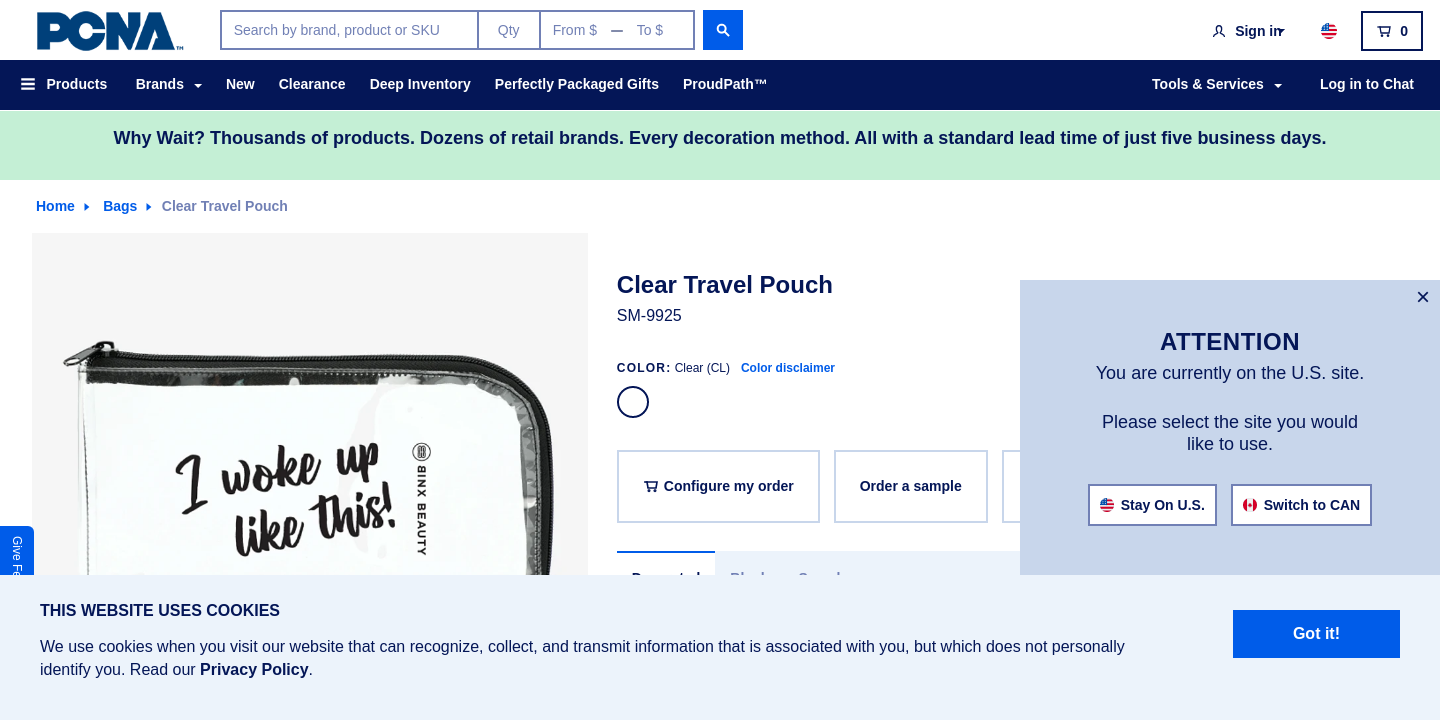 PCNA™
Search by brand, product or SKU
Qty
From $ — To $
Sign in
0
Products
Brands
New
Clearance
Deep Inventory
Perfectly Packaged Gifts
ProudPath™
Tools & Services
Log in to Chat
Why Wait? Thousands of products. Dozens of retail brands. Every decoration method. All with a standard lead time of just five business days.
Home
Bags
Clear Travel Pouch
I woke up
like this!
BINX BEAUTY
Clear Travel Pouch
SM-9925
COLOR: Clear (CL) Color disclaimer
Configure my order
Order a sample
×
ATTENTION
You are currently on the U.S. site.
Please select the site you would
like to use.
Stay On U.S.
Switch to CAN
Give
THIS WEBSITE USES COOKIES
We use cookies when you visit our website that can recognize, collect, and transmit information that is associated with you, but which does not personally
identify you. Read our Privacy Policy.
Got it!